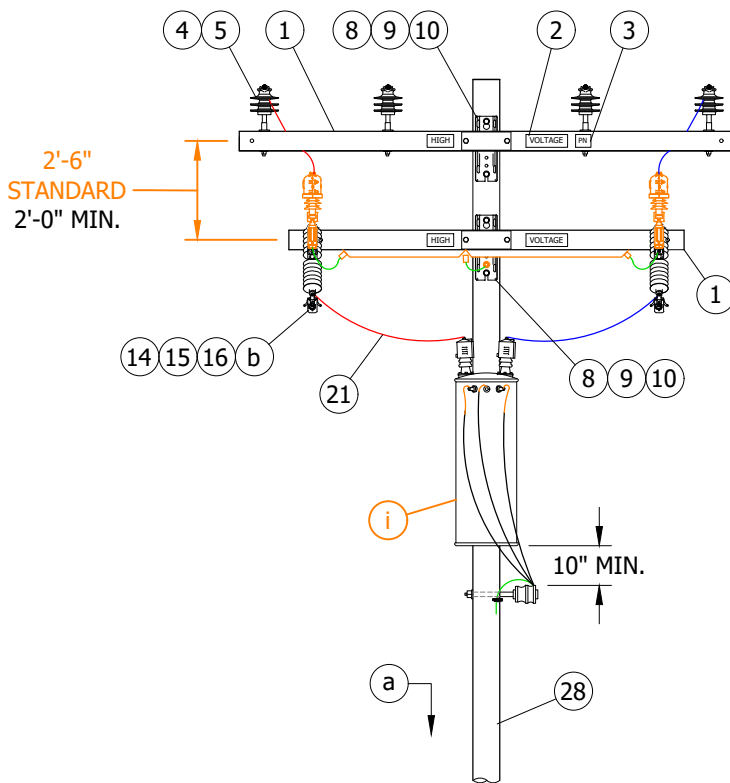 4 5 1 8 9 10 2 3
HIGH VOLTAGE PN
2'-6"
STANDARD
2'-0" MIN.
HIGH VOLTAGE
1
14 15 16 b
21
8 9 10
i
10" MIN.
a
28